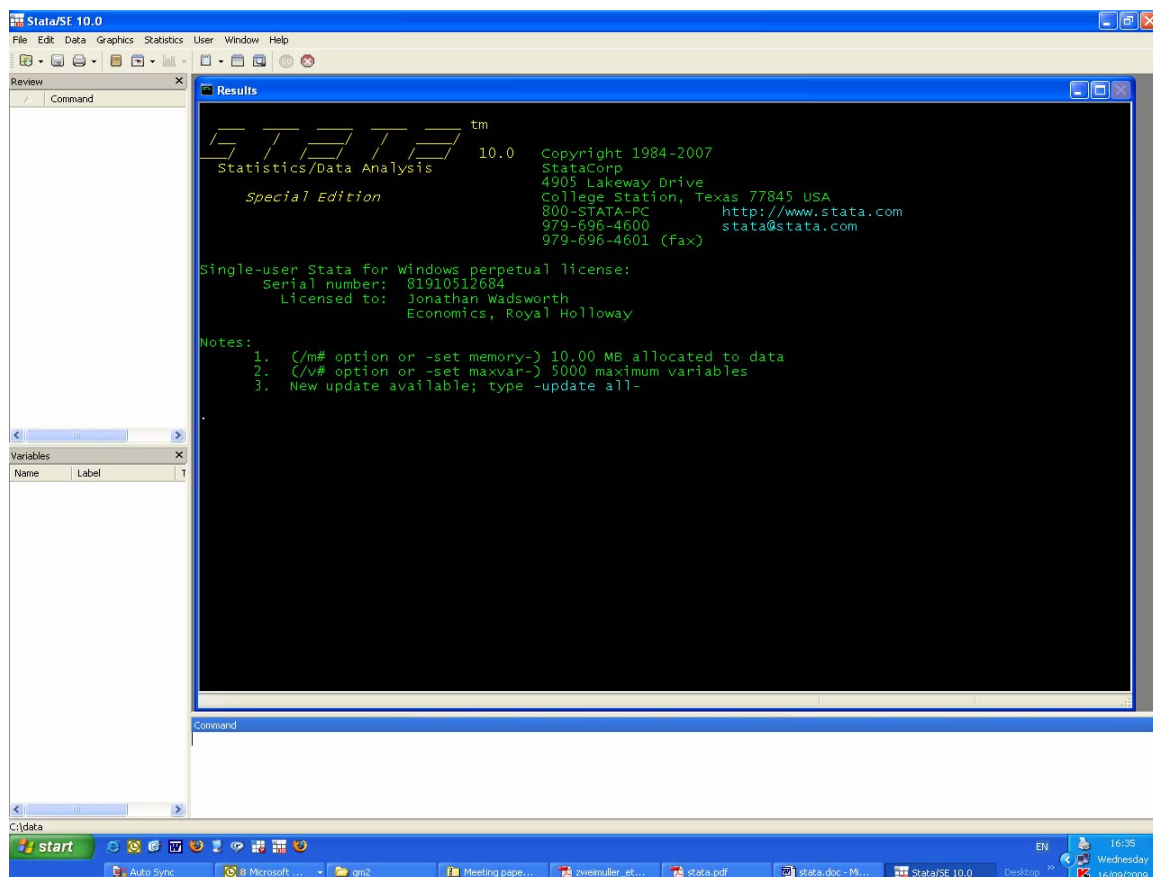 Stata/SE 10.0
File Edit Data Graphics Statistics User Window Help
Review
Command
Results
tm
STATA
10.0 Copyright 1984-2007
Statistics/Data Analysis StataCorp
4905 Lakeway Drive
Special Edition College Station, Texas 77845 USA
800-STATA-PC http://www.stata.com
979-696-4600 stata@stata.com
979-696-4601 (fax)
Single-user Stata for Windows perpetual license:
Serial number: 81910512684
Licensed to: Jonathan Wadsworth
Economics, Royal Holloway
Notes:
1. (/m# option or -set memory-) 10.00 MB allocated to data
2. (/v# option or -set maxvar-) 5000 maximum variables
3. New update available; type -update all-
.
Variables
Name Label T
Command
C:\data
start
EN
16:35
Wednesday
16/09/2009
Auto Sync
8 Microsoft ...
qm2
Meeting pape...
zweimuller_et...
stata.pdf
stata.doc - Mi...
Stata/SE 10.0
Desktop